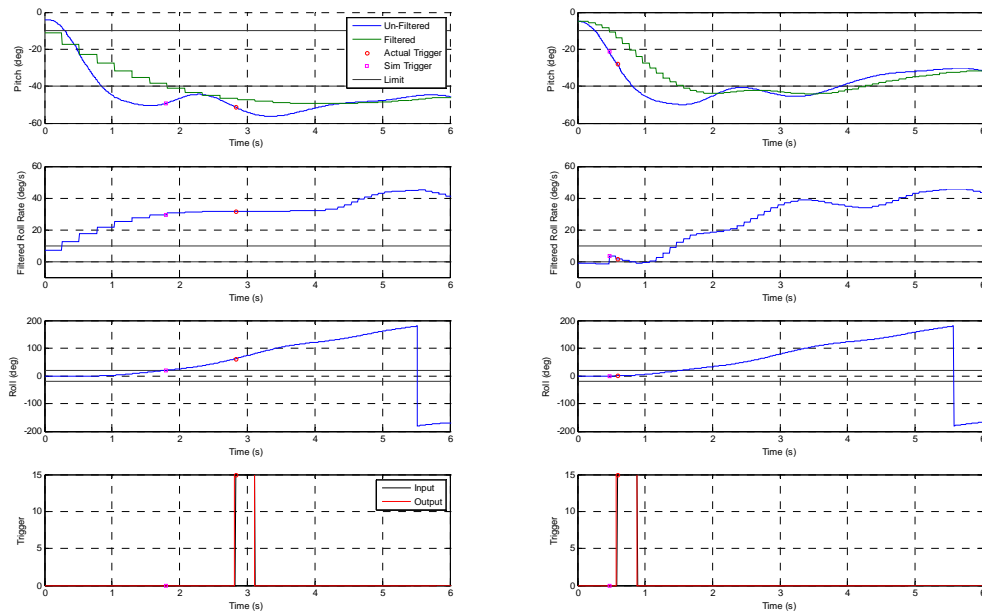 Un-Filtered
Filtered
Actual Trigger
Sim Trigger
Limit
0
-20
-40
-60
Pitch (deg)
0 1 2 3 4 5 6
Time (s)
0
-20
-40
-60
Pitch (deg)
0 1 2 3 4 5 6
Time (s)
60
40
20
0
Filtered Roll Rate (deg/s)
0 1 2 3 4 5 6
Time (s)
60
40
20
0
Filtered Roll Rate (deg/s)
0 1 2 3 4 5 6
Time (s)
200
100
0
-100
-200
Roll (deg)
0 1 2 3 4 5 6
Time (s)
200
100
0
-100
-200
Roll (deg)
0 1 2 3 4 5 6
Time (s)
15
10
5
0
Trigger
Input
Output
0 1 2 3 4 5 6
Time (s)
15
10
5
0
Trigger
0 1 2 3 4 5 6
Time (s)